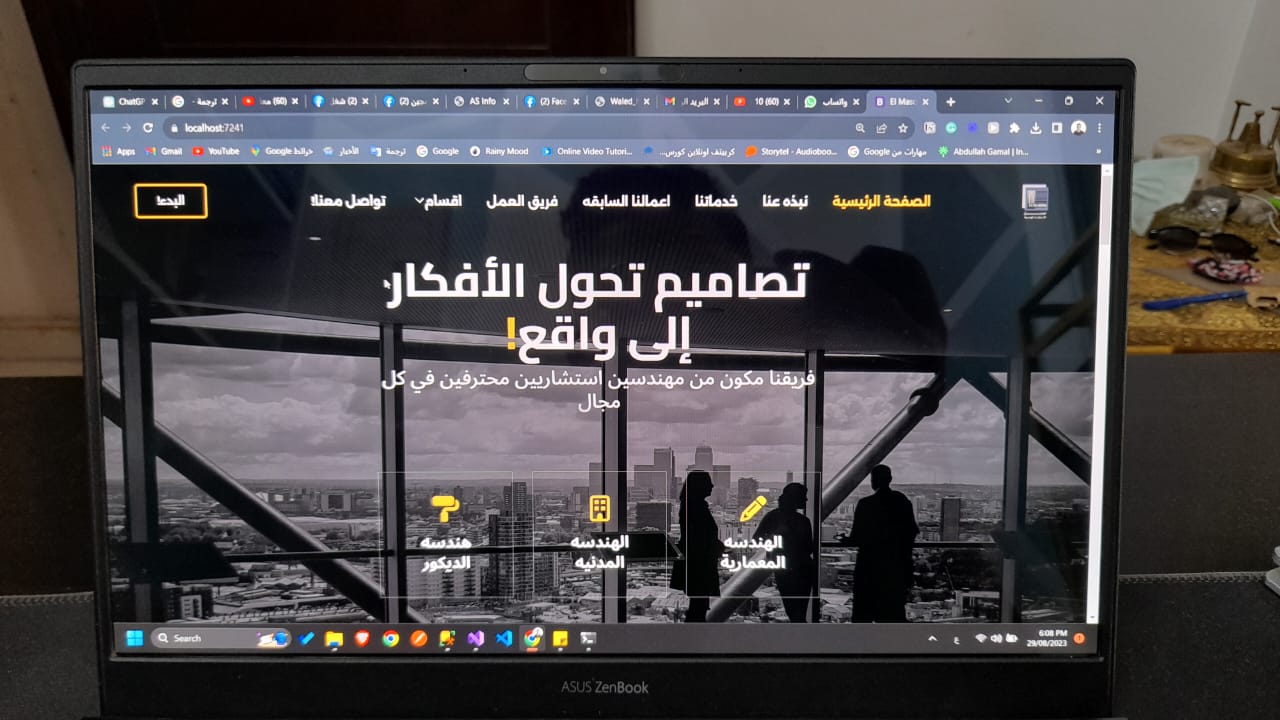 ChatGP
ترجمة -
(60)
(2) شغل
(2)
AS Info
(2) Face
Waled_
البريد ال
10 (60)
واتساب
El Mas
localhost:7241
Apps
Gmail
YouTube
خرائط Google
الأخبار
ترجمة
Google
Rainy Mood
Online Video Tutori...
كرييتف اونلاين كورس...
Storytel - Audioboo...
مهارات من Google
Abdullah Gamal | In...
»
الصفحة الرئيسية
نبذه عنا
خدماتنا
اعمالنا السابقه
فريق العمل
اقسام
تواصل معنا!
البدء!
تصاميم تحول الأفكار
إلى واقع!
فريقنا مكون من مهندسين استشاريين محترفين في كل
مجال
الهندسه
المعمارية
الهندسه
المدنيه
هندسه
الديكور
Search
ع
6:08 PM
29/08/2023
ASUS ZenBook